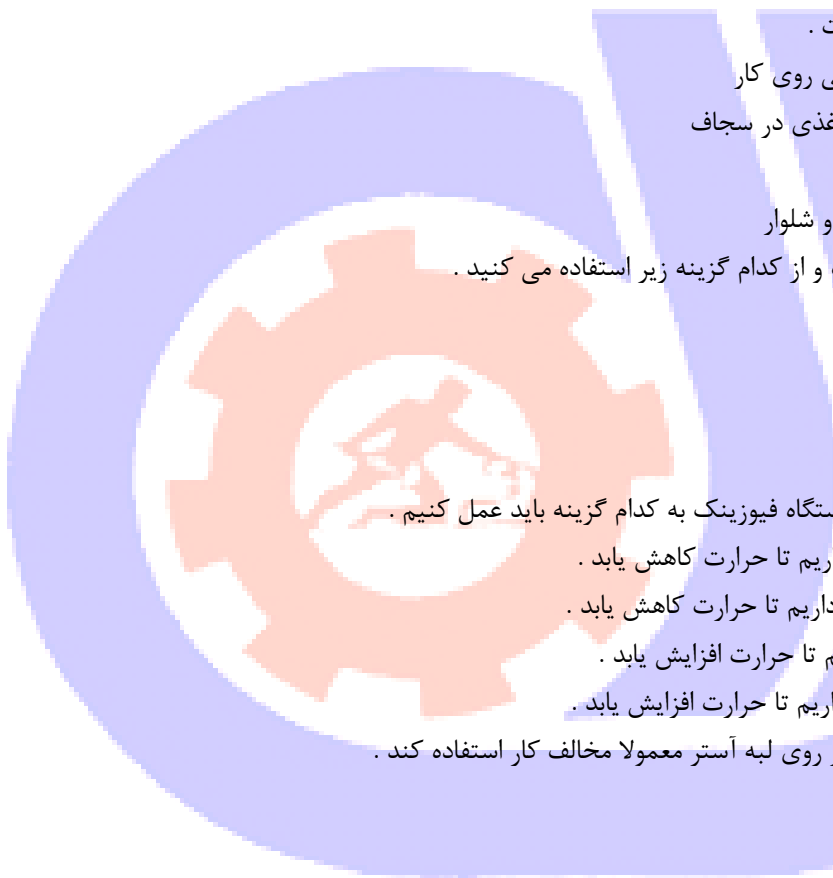 ت .
ی روی کار
غذی در سجاف
و شلوار
و از کدام گزینه زیر استفاده می کنید .
ستگاه فیوزینک به کدام گزینه باید عمل کنیم .
اریم تا حرارت کاهش یابد .
داریم تا حرارت کاهش یابد .
م تا حرارت افزایش یابد .
اریم تا حرارت افزایش یابد .
ر روی لبه آستر معمولا مخالف کار استفاده کند .